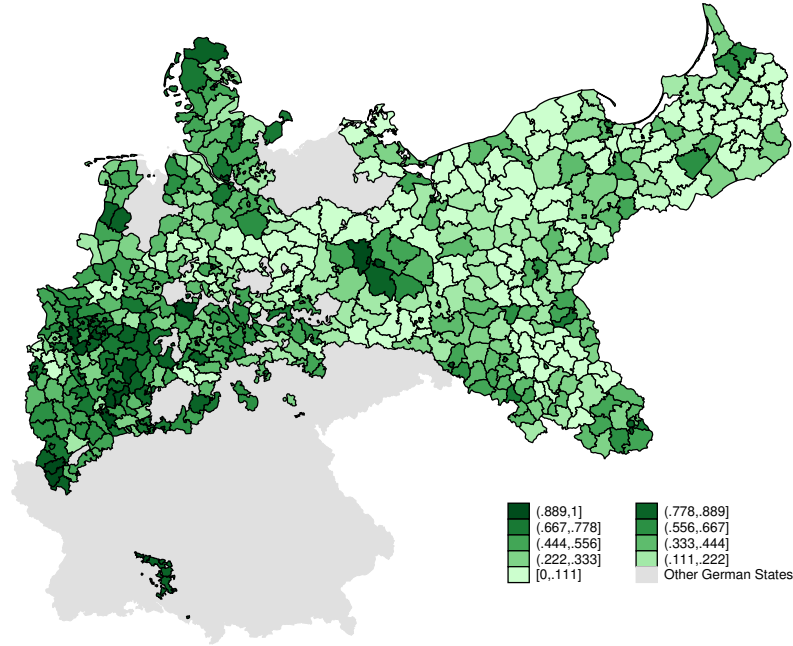 (.889,1] (.778,.889]
(.667,.778] (.556,.667]
(.444,.556] (.333,.444]
(.222,.333] (.111,.222]
[0,.111] Other German States